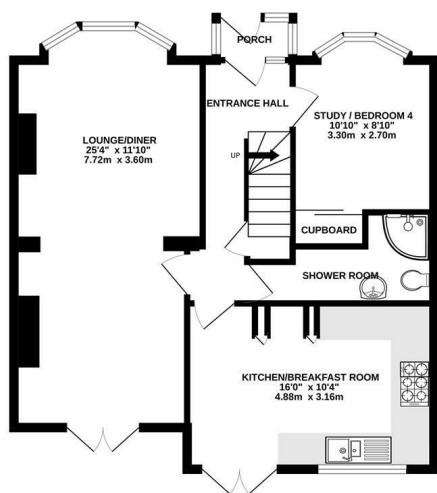 PORCH
ENTRANCE HALL
STUDY / BEDROOM 4
10'10" x 8'10"
3.30m x 2.70m
LOUNGE/DINER
25'4" x 11'10"
7.72m x 3.60m
UP
CUPBOARD
SHOWER ROOM
KITCHEN/BREAKFAST ROOM
16'0" x 10'4"
4.88m x 3.16m